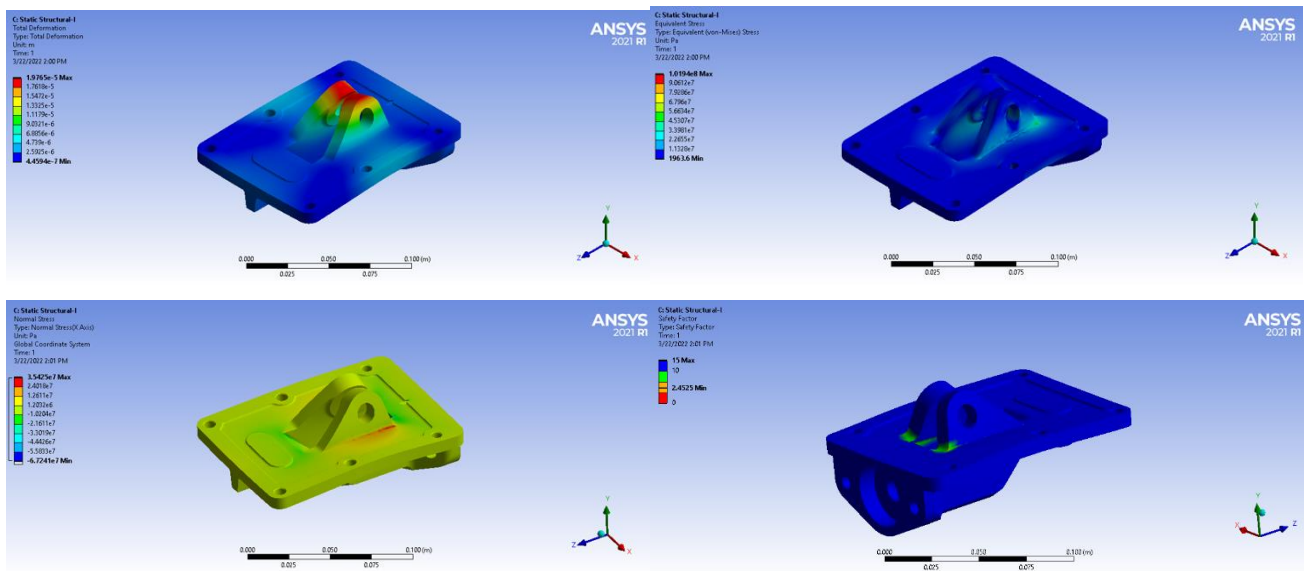 C: Static Structural-I
Total Deformation
Type: Total Deformation
Unit: m
Time: 1
3/22/2022 2:00 PM
1.9765e-5 Max
1.7618e-5
1.5472e-5
1.3325e-5
1.1179e-5
9.0321e-6
6.8856e-6
4.739e-6
2.5925e-6
4.4594e-7 Min
ANSYS
2021 R1
Y
Z
X
0.000
0.050
0.100 (m)
0.025
0.075
C: Static Structural-I
Equivalent Stress
Type: Equivalent (von-Mises) Stress
Unit: Pa
Time: 1
3/22/2022 2:00 PM
1.0194e8 Max
9.0612e7
7.9286e7
6.796e7
5.6634e7
4.5307e7
3.3981e7
2.2655e7
1.1328e7
1963.6 Min
ANSYS
2021 R1
Y
Z
X
0.000
0.050
0.100 (m)
0.025
0.075
C: Static Structural-I
Normal Stress
Type: Normal Stress(X Axis)
Unit: Pa
Global Coordinate System
Time: 1
3/22/2022 2:01 PM
3.5425e7 Max
2.4018e7
1.2611e7
1.2032e6
-1.0204e7
-2.1611e7
-3.3019e7
-4.4426e7
-5.5833e7
-6.7241e7 Min
ANSYS
2021 R1
Y
Z
X
0.000
0.050
0.100 (m)
0.025
0.075
C: Static Structural-I
Safety Factor
Type: Safety Factor
Time: 1
3/22/2022 2:01 PM
15 Max
10
2.4525 Min
0
ANSYS
2021 R1
Y
X
Z
0.000
0.050
0.100 (m)
0.025
0.075